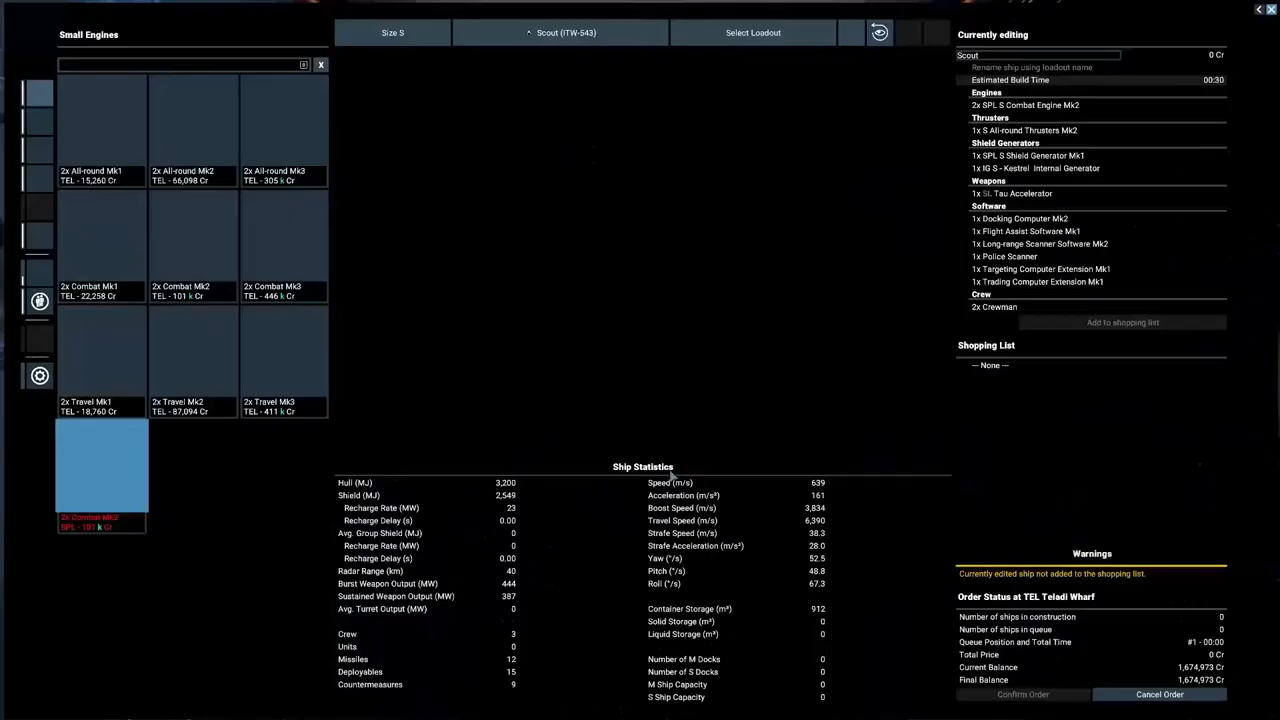 Small Engines
X
2x All-round Mk1
TEL - 15,260 Cr
2x All-round Mk2
TEL - 66,098 Cr
2x All-round Mk3
TEL - 305 k Cr
2x Combat Mk1
TEL - 22,258 Cr
2x Combat Mk2
TEL - 101 k Cr
2x Combat Mk3
TEL - 446 k Cr
2x Travel Mk1
TEL - 18,760 Cr
2x Travel Mk2
TEL - 87,094 Cr
2x Travel Mk3
TEL - 411 k Cr
2x Combat Mk2
SPL - 101 k Cr
Size S
Scout (ITW-543)
Select Loadout
Ship Statistics
Hull (MJ) 3,200
Shield (MJ) 2,549
Recharge Rate (MW) 23
Recharge Delay (s) 0.00
Avg. Group Shield (MJ) 0
Recharge Rate (MW) 0
Recharge Delay (s) 0.00
Radar Range (km) 40
Burst Weapon Output (MW) 444
Sustained Weapon Output (MW) 387
Avg. Turret Output (MW) 0
Crew 3
Units 0
Missiles 12
Deployables 15
Countermeasures 9
Speed (m/s) 639
Acceleration (m/s²) 161
Boost Speed (m/s) 3,834
Travel Speed (m/s) 6,390
Strafe Speed (m/s) 38.3
Strafe Acceleration (m/s²) 28.0
Yaw (°/s) 52.5
Pitch (°/s) 48.8
Roll (°/s) 67.3
Container Storage (m³) 912
Solid Storage (m³) 0
Liquid Storage (m³) 0
Number of M Docks 0
Number of S Docks 0
M Ship Capacity 0
S Ship Capacity 0
Currently editing
Scout 0 Cr
Rename ship using loadout name
Estimated Build Time 00:30
Engines
2x SPL S Combat Engine Mk2
Thrusters
1x S All-round Thrusters Mk2
Shield Generators
1x SPL S Shield Generator Mk1
1x IG S - Kestrel Internal Generator
Weapons
1x SL Tau Accelerator
Software
1x Docking Computer Mk2
1x Flight Assist Software Mk1
1x Long-range Scanner Software Mk2
1x Police Scanner
1x Targeting Computer Extension Mk1
1x Trading Computer Extension Mk1
Crew
2x Crewman
Add to shopping list
Shopping List
--- None ---
Warnings
Currently edited ship not added to the shopping list.
Order Status at TEL Teladi Wharf
Number of ships in construction 0
Number of ships in queue 0
Queue Position and Total Time #1 - 00:00
Total Price 0 Cr
Current Balance 1,674,973 Cr
Final Balance 1,674,973 Cr
Confirm Order
Cancel Order